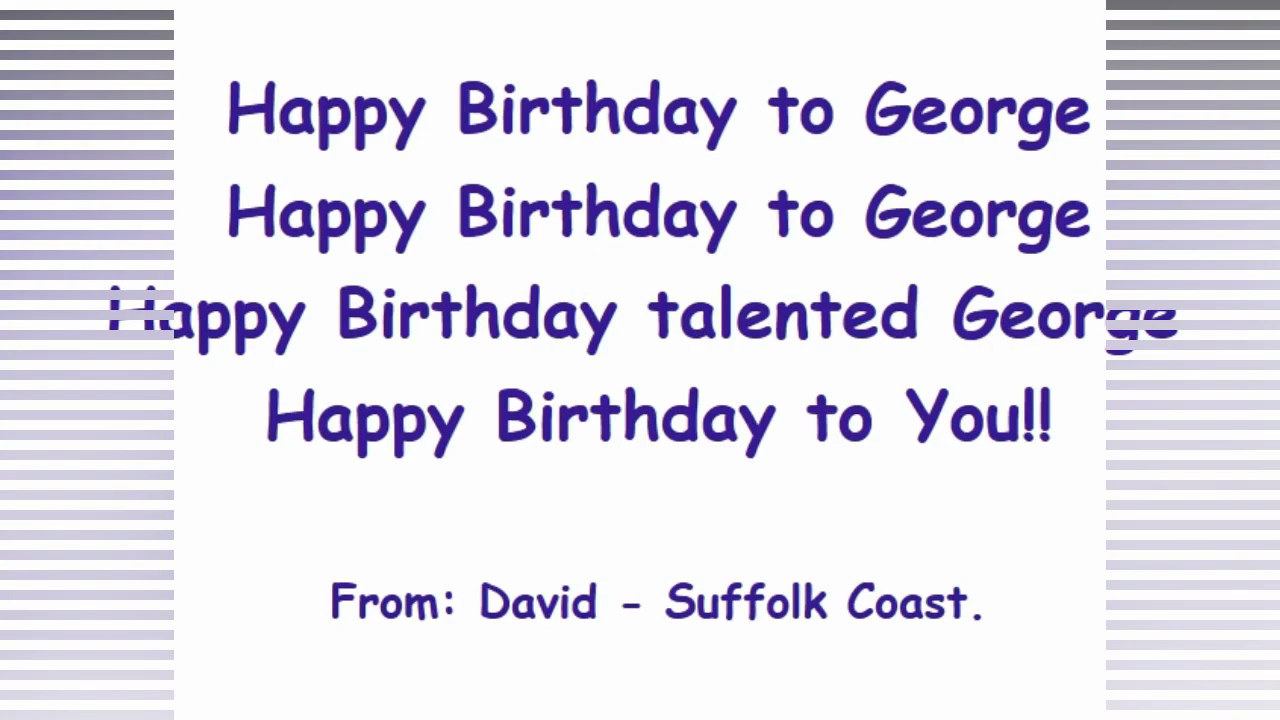 Happy Birthday to George
Happy Birthday to George
Happy Birthday talented George
Happy Birthday to You!!
From: David - Suffolk Coast.